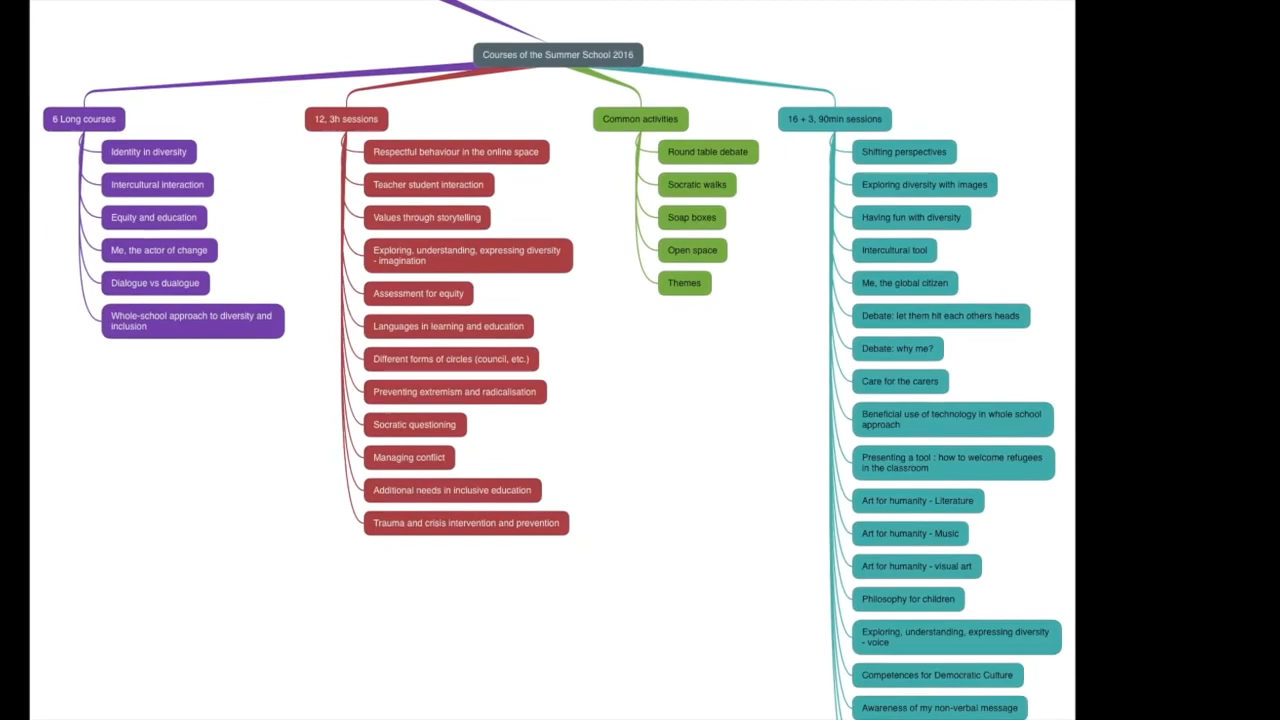 Courses of the Summer School 2016
6 Long courses
Identity in diversity
Intercultural interaction
Equity and education
Me, the actor of change
Dialogue vs dualogue
Whole-school approach to diversity and
inclusion
12, 3h sessions
Respectful behaviour in the online space
Teacher student interaction
Values through storytelling
Exploring, understanding, expressing diversity
- imagination
Assessment for equity
Languages in learning and education
Different forms of circles (council, etc.)
Preventing extremism and radicalisation
Socratic questioning
Managing conflict
Additional needs in inclusive education
Trauma and crisis intervention and prevention
Common activities
Round table debate
Socratic walks
Soap boxes
Open space
Themes
16 + 3, 90min sessions
Shifting perspectives
Exploring diversity with images
Having fun with diversity
Intercultural tool
Me, the global citizen
Debate: let them hit each others heads
Debate: why me?
Care for the carers
Beneficial use of technology in whole school
approach
Presenting a tool : how to welcome refugees
in the classroom
Art for humanity - Literature
Art for humanity - Music
Art for humanity - visual art
Philosophy for children
Exploring, understanding, expressing diversity
- voice
Competences for Democratic Culture
Awareness of my non-verbal message